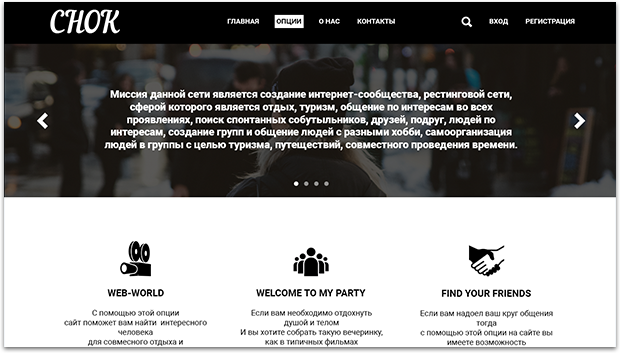 СНОК
ГЛАВНАЯ ОПЦИИ О НАС КОНТАКТЫ ВХОД РЕГИСТРАЦИЯ
Миссия данной сети является создание интернет-сообщества, рестинговой сети,
сферой которого является отдых, туризм, общение по интересам во всех
проявлениях, поиск спонтанных собутыльников, друзей, подруг, людей по
интересам, создание групп и общение людей с разными хобби, самоорганизация
людей в группы с целью туризма, путеществий, совместного проведения времени.
WEB-WORLD
С помощью этой опции
сайт поможет вам найти интересного
человека
для совмесного отдыха и
WELCOME TO MY PARTY
Если вам необходимо отдохнуть
душой и телом
И вы хотите собрать такую вечеринку,
как в типичных фильмах
FIND YOUR FRIENDS
Если вам надоел ваш круг общения
тогда
с помощью этой опции на сайте вы
имеете возможность